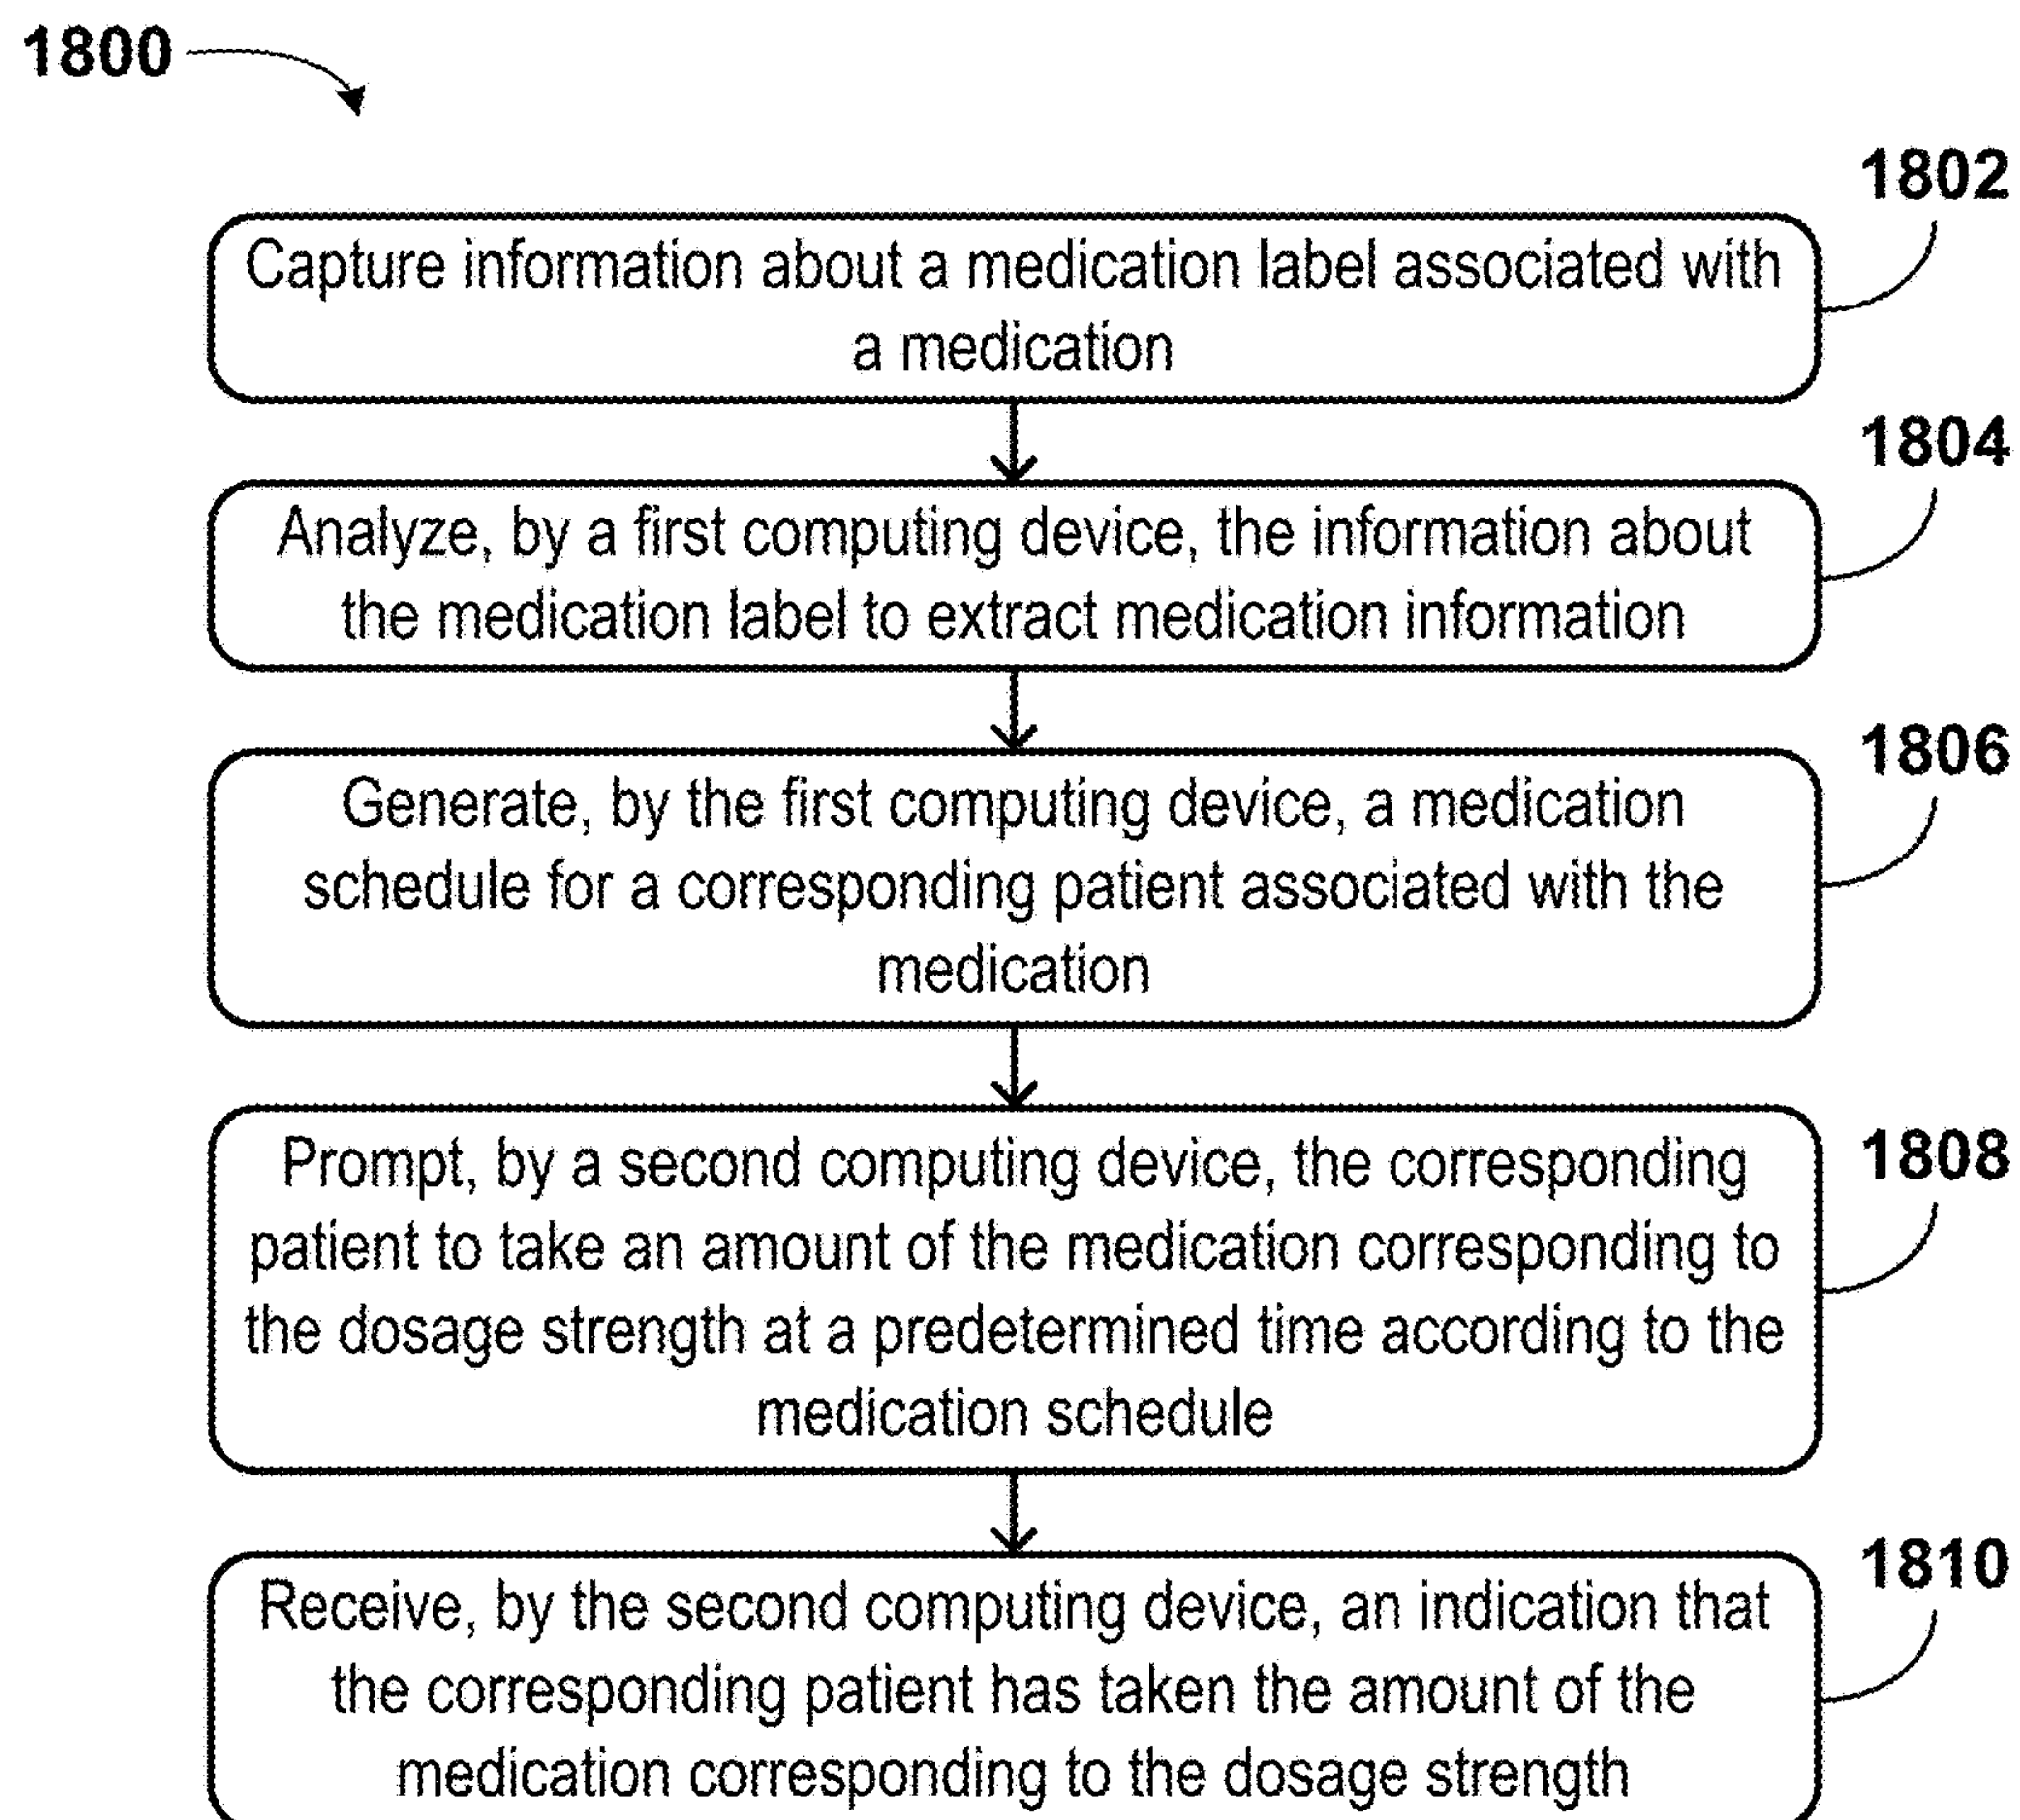 1800
1802
Capture information about a medication label associated with
a medication
1804
Analyze, by a first computing device, the information about
the medication label to extract medication information
1806
Generate, by the first computing device, a medication
schedule for a corresponding patient associated with the
medication
1808
Prompt, by a second computing device, the corresponding
patient to take an amount of the medication corresponding to
the dosage strength at a predetermined time according to the
medication schedule
1810
Receive, by the second computing device, an indication that
the corresponding patient has taken the amount of the
medication corresponding to the dosage strength